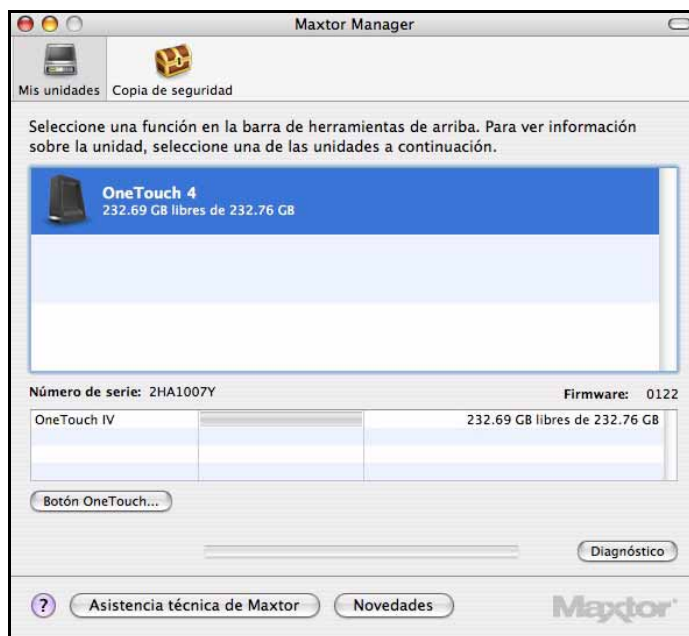 Maxtor Manager
Mis unidades Copia de seguridad
Seleccione una función en la barra de herramientas de arriba. Para ver información
sobre la unidad, seleccione una de las unidades a continuación.
OneTouch 4
232.69 GB libres de 232.76 GB
Número de serie: 2HA1007Y Firmware: 0122
OneTouch IV 232.69 GB libres de 232.76 GB
Botón OneTouch...
Diagnóstico
? Asistencia técnica de Maxtor Novedades Maxtor